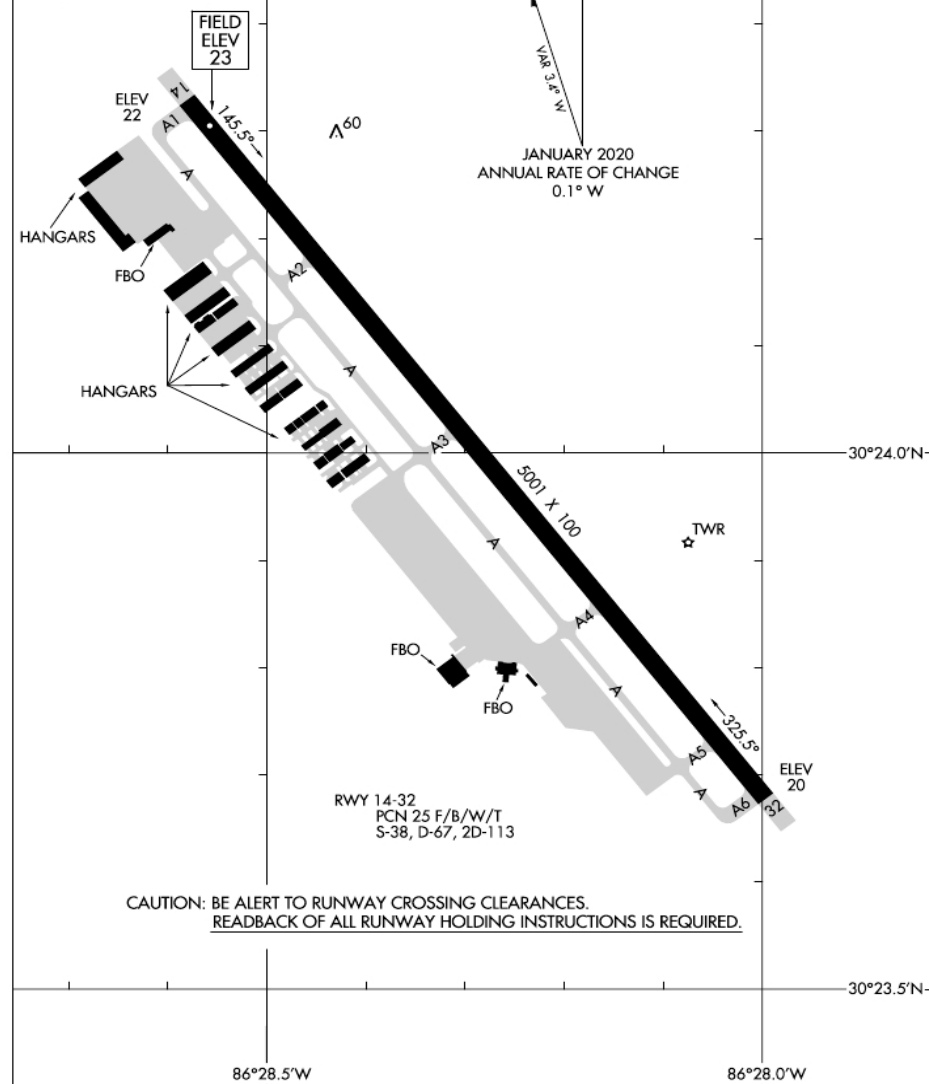 FIELD
ELEV
23
VAR 3.4° W
JANUARY 2020
ANNUAL RATE OF CHANGE
0.1° W
14
ELEV
22
A1
145.5°
60
A
HANGARS
FBO
A2
A
HANGARS
A3
30°24.0'N
5001 X 100
A
TWR
A4
FBO
FBO
A
325.5°
A5
ELEV
20
A
A6
32
RWY 14-32
PCN 25 F/B/W/T
S-38, D-67, 2D-113
CAUTION: BE ALERT TO RUNWAY CROSSING CLEARANCES.
READBACK OF ALL RUNWAY HOLDING INSTRUCTIONS IS REQUIRED.
30°23.5'N
86°28.5'W
86°28.0'W